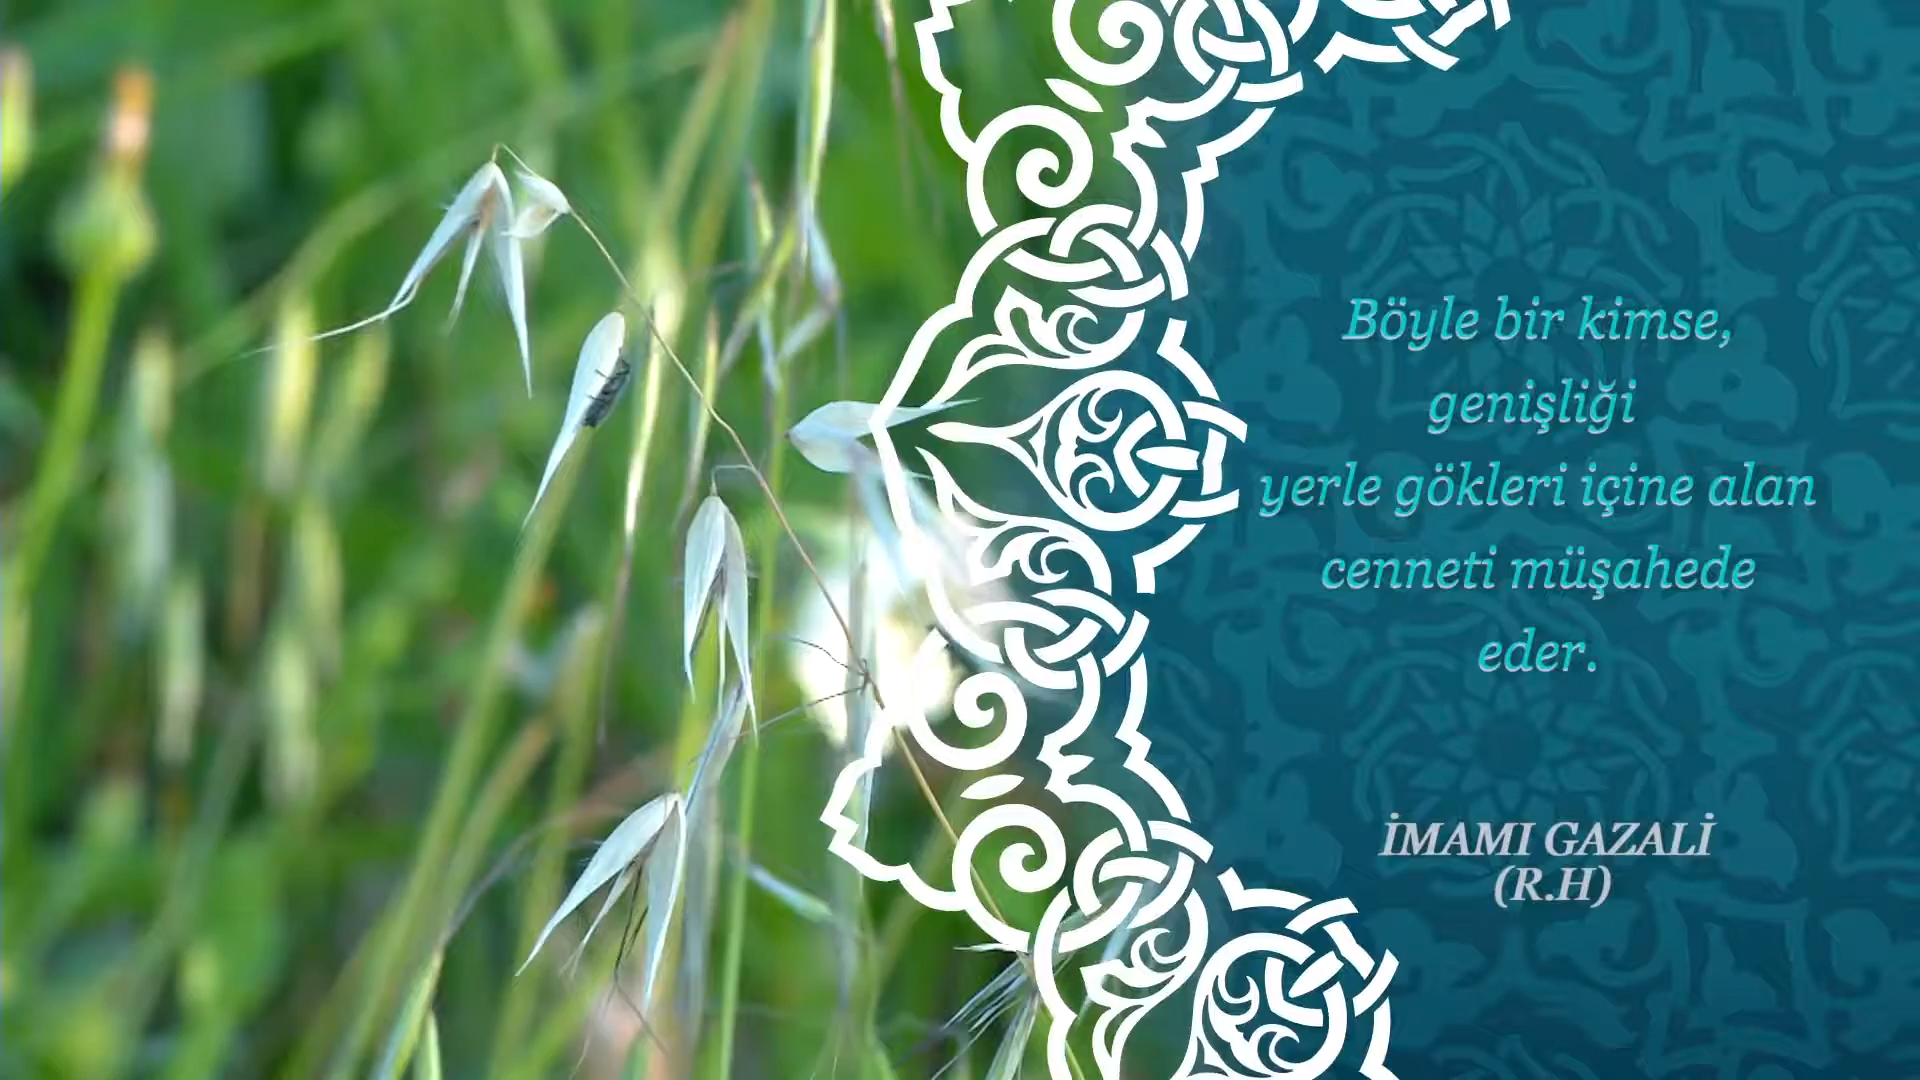 Böyle bir kimse,
genişliği
yerle gökleri içine alan
cenneti müşahede
eder.
İMAMI GAZALİ
(R.H)